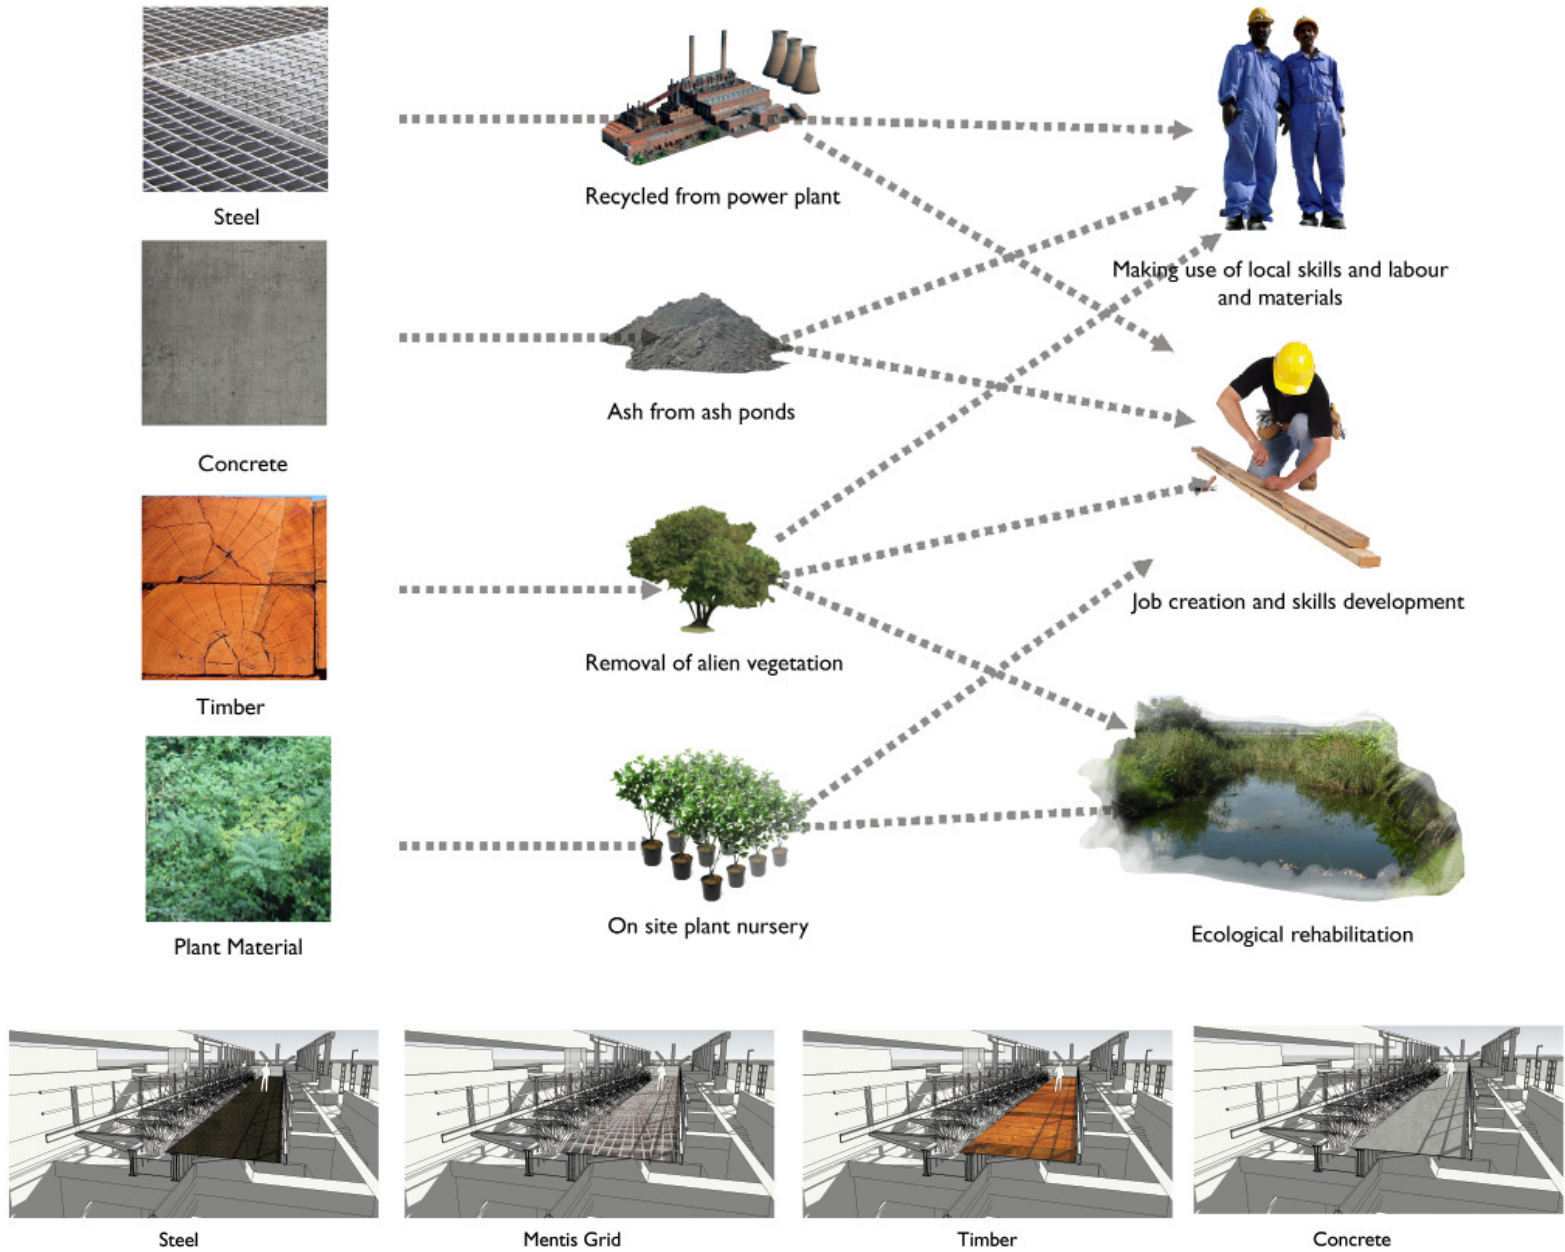 Steel
Recycled from power plant
Making use of local skills and labour
and materials
Concrete
Ash from ash ponds
Timber
Removal of alien vegetation
Job creation and skills development
Plant Material
On site plant nursery
Ecological rehabilitation
Steel
Mentis Grid
Timber
Concrete